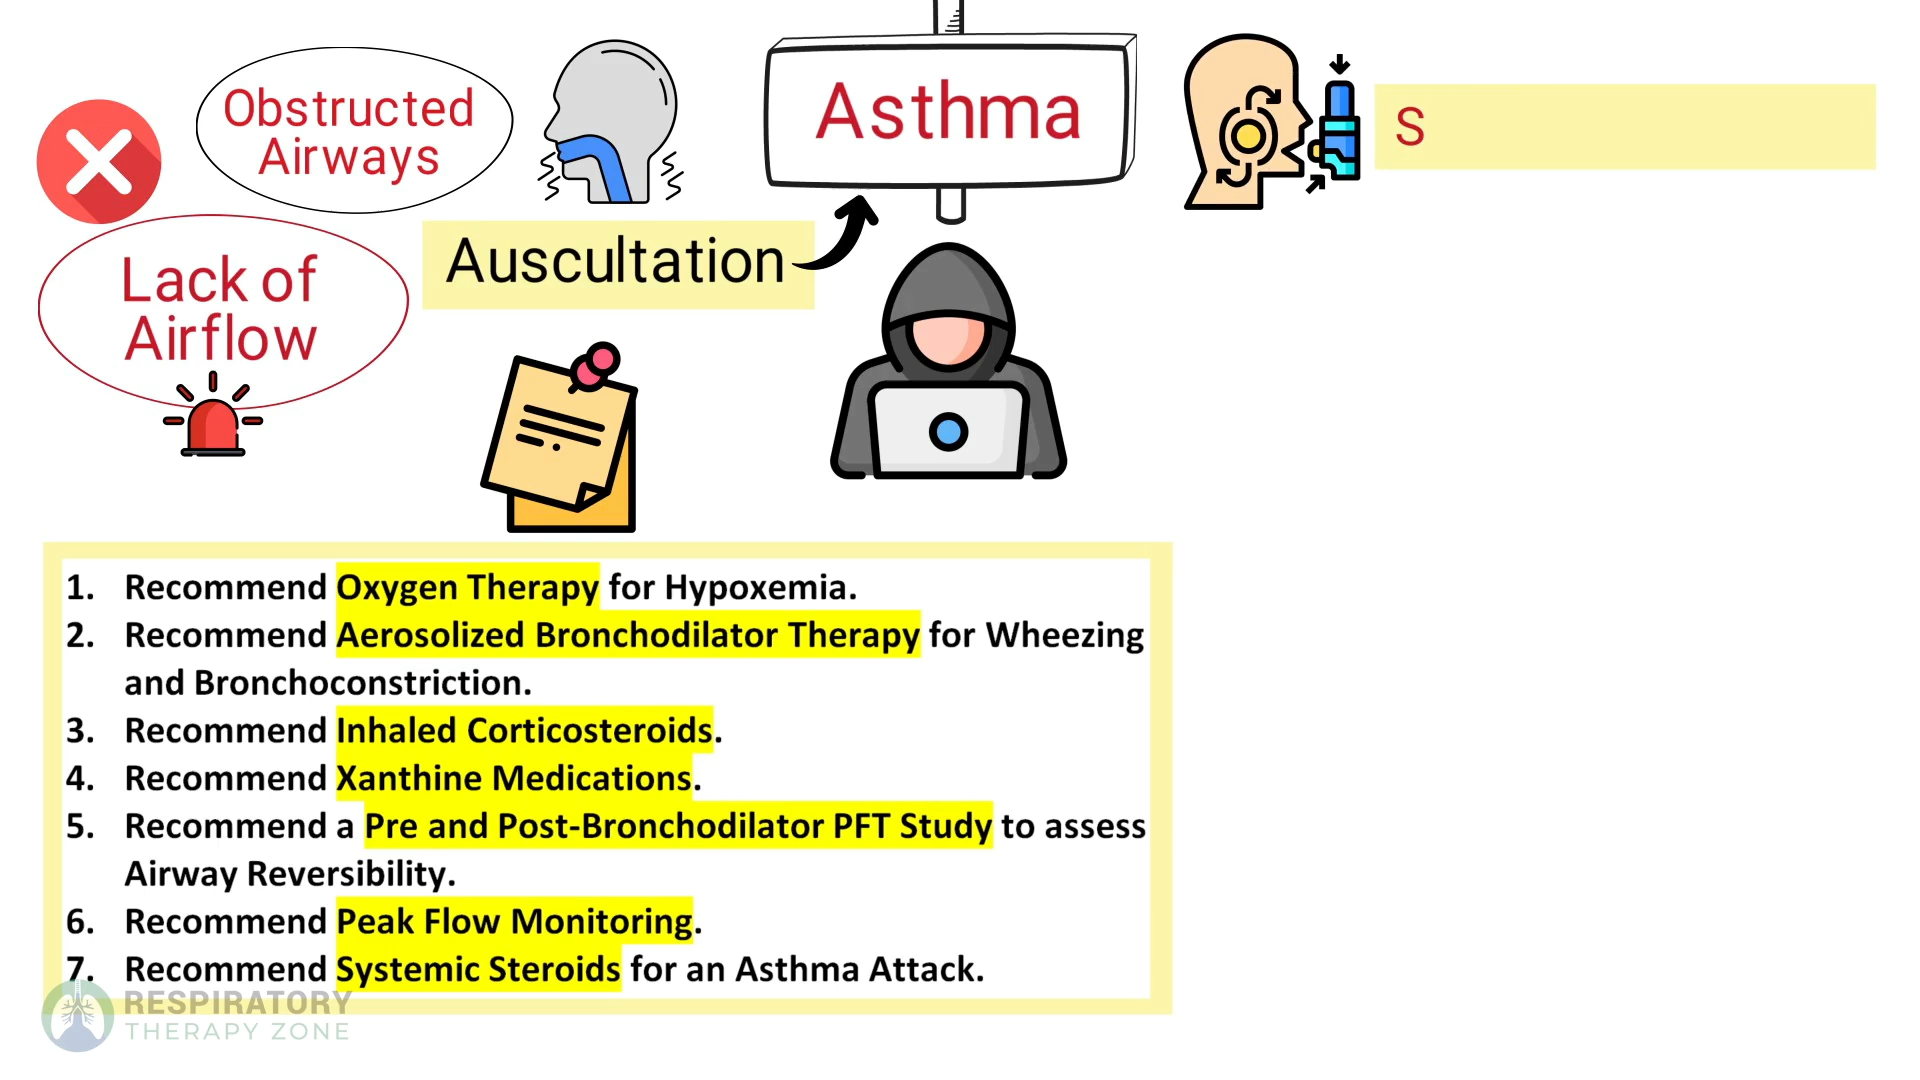 Obstructed
Airways
Asthma
S
Lack of
Airflow
Auscultation
1. Recommend Oxygen Therapy for Hypoxemia.
2. Recommend Aerosolized Bronchodilator Therapy for Wheezing
and Bronchoconstriction.
3. Recommend Inhaled Corticosteroids.
4. Recommend Xanthine Medications.
5. Recommend a Pre and Post-Bronchodilator PFT Study to assess
Airway Reversibility.
6. Recommend Peak Flow Monitoring.
7. Recommend Systemic Steroids for an Asthma Attack.
RESPIRATORY
THERAPY ZONE